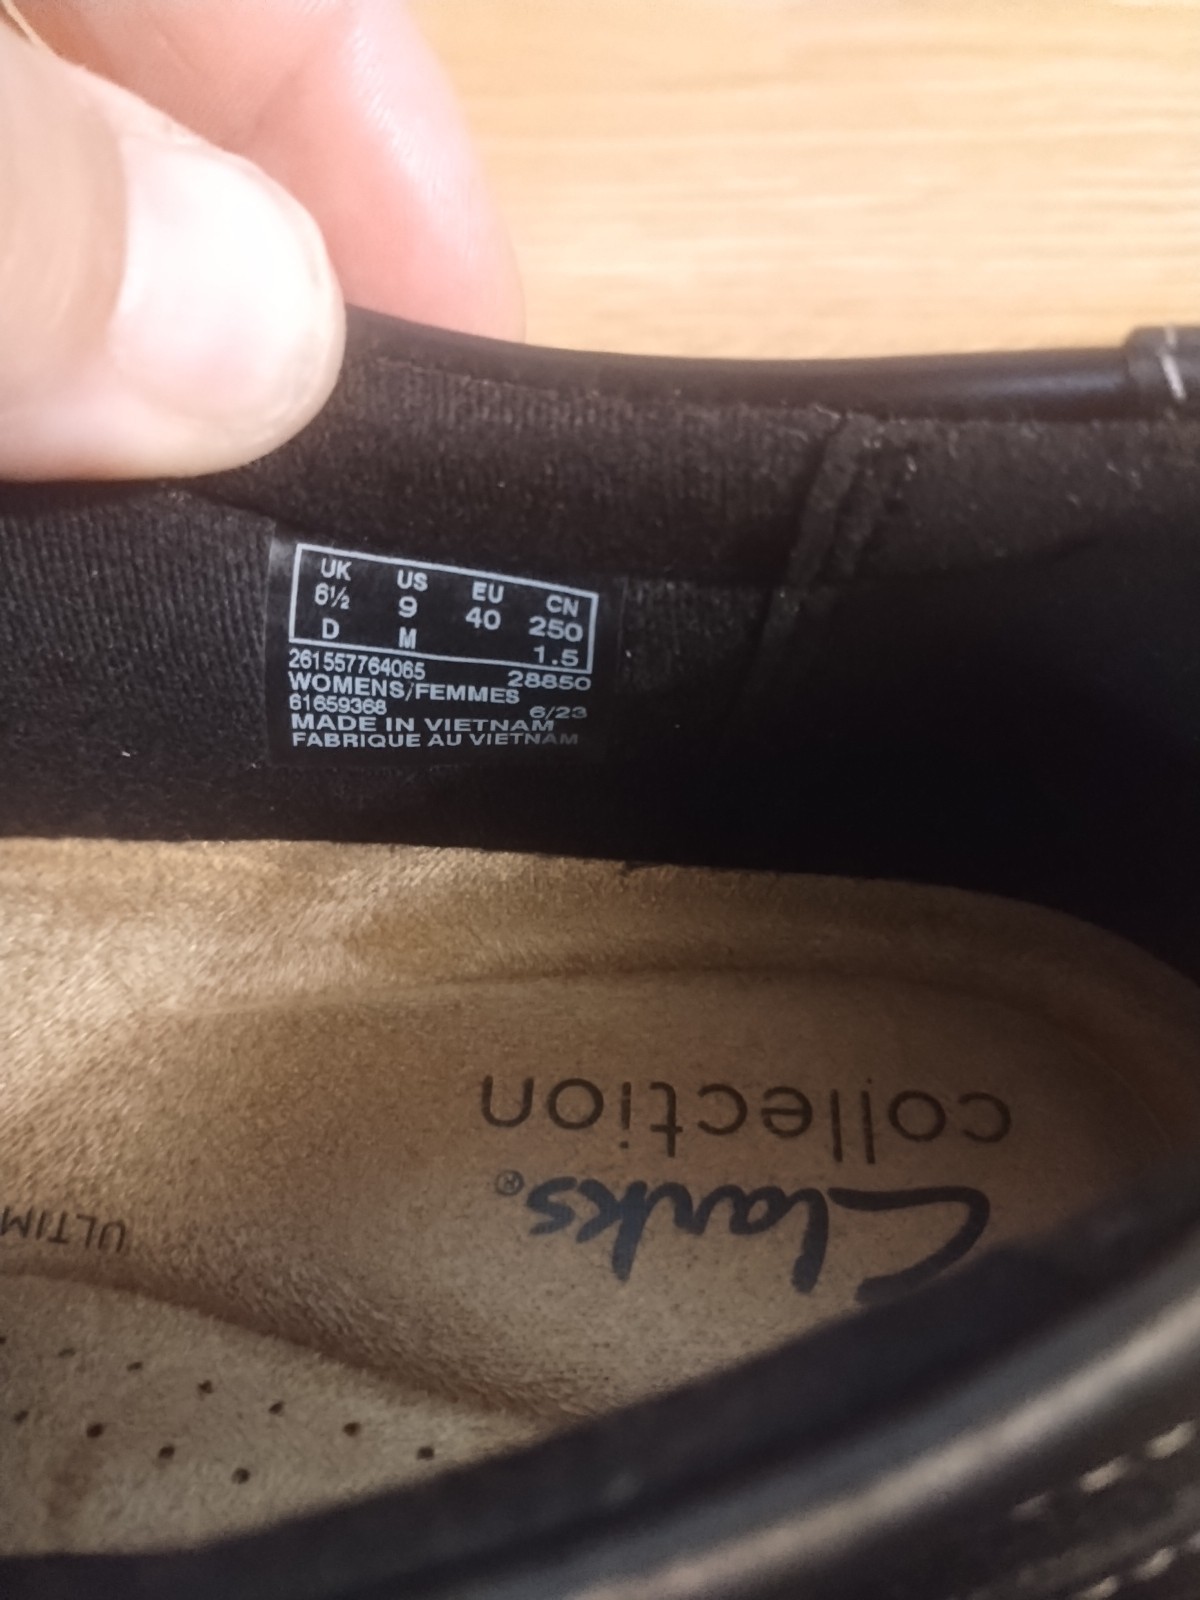 UK US EU CN
6½ 9 40 250
D M 1.5
261557764065 28850
WOMENS/FEMMES
61659368 6/23
MADE IN VIETNAM
FABRIQUE AU VIETNAM
Clarks®
collection
ULTIM